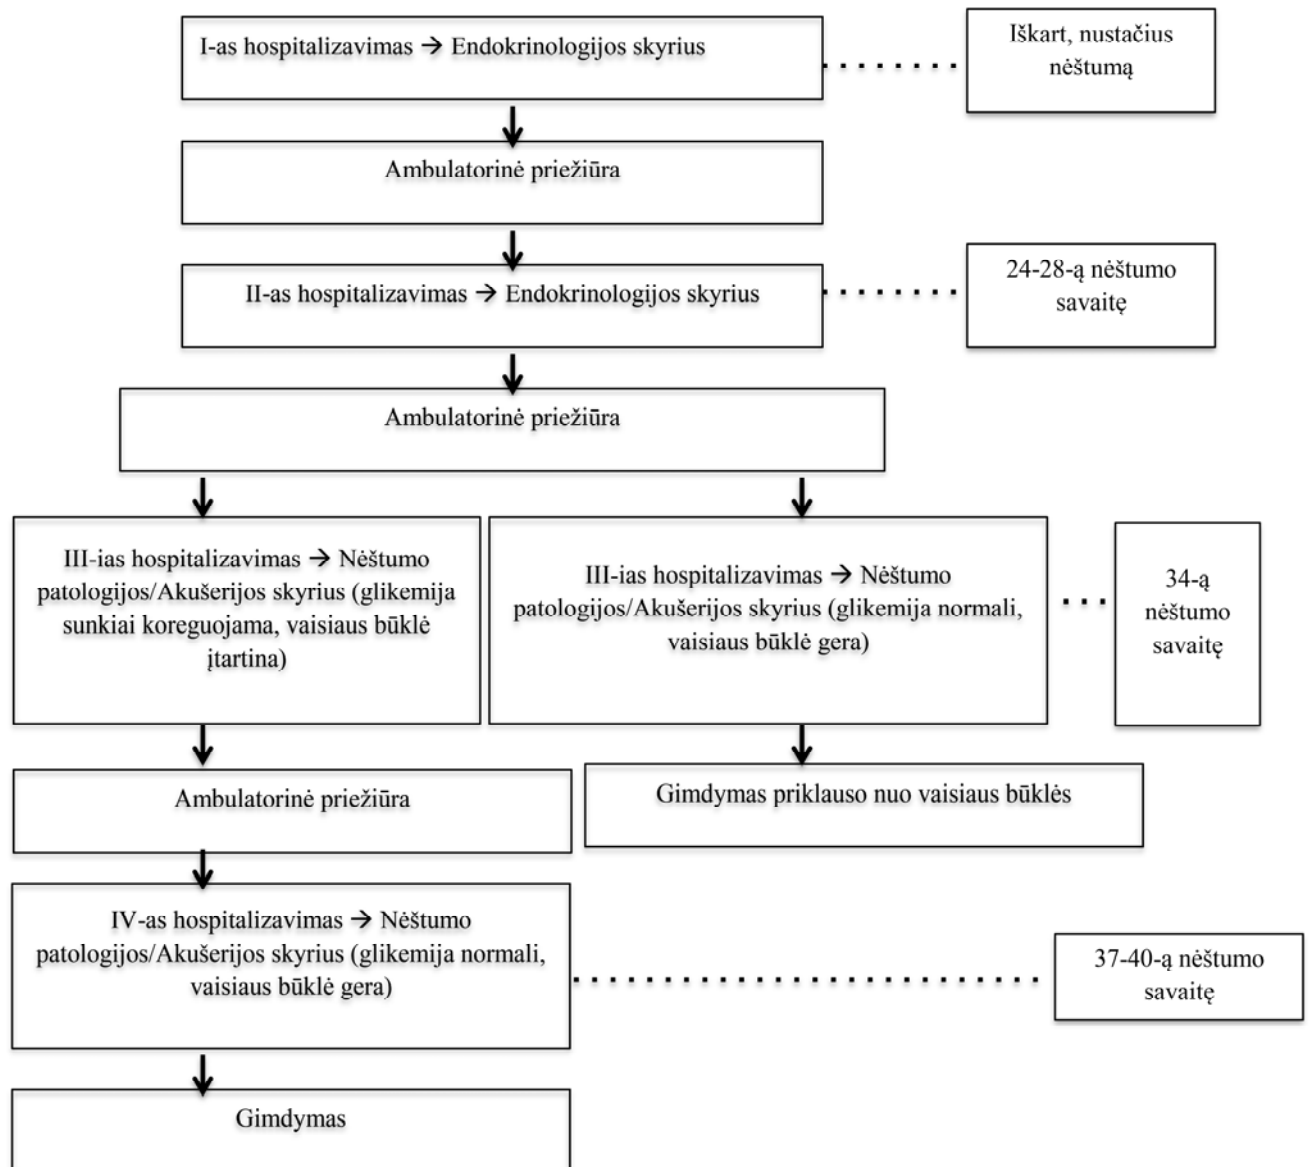 I-as hospitalizavimas → Endokrinologijos skyrius
Iškart, nustačius
nėštumą
Ambulatorinė priežiūra
II-as hospitalizavimas → Endokrinologijos skyrius
24-28-ą nėštumo
savaitę
Ambulatorinė priežiūra
III-ias hospitalizavimas → Nėštumo
patologijos/Akušerijos skyrius (glikemija
sunkiai koreguojama, vaisiaus būklė
įtartina)
III-ias hospitalizavimas → Nėštumo
patologijos/Akušerijos skyrius (glikemija normali,
vaisiaus būklė gera)
34-ą
nėštumo
savaitę
Ambulatorinė priežiūra
Gimdymas priklauso nuo vaisiaus būklės
IV-as hospitalizavimas → Nėštumo
patologijos/Akušerijos skyrius (glikemija normali,
vaisiaus būklė gera)
37-40-ą nėštumo
savaitę
Gimdymas